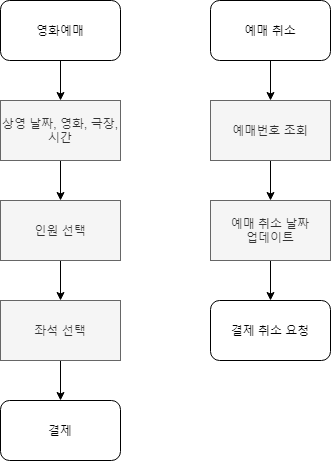 영화예매
상영 날짜, 영화, 극장,
시간
인원 선택
좌석 선택
결제
예매 취소
예매번호 조회
예매 취소 날짜
업데이트
결제 취소 요청